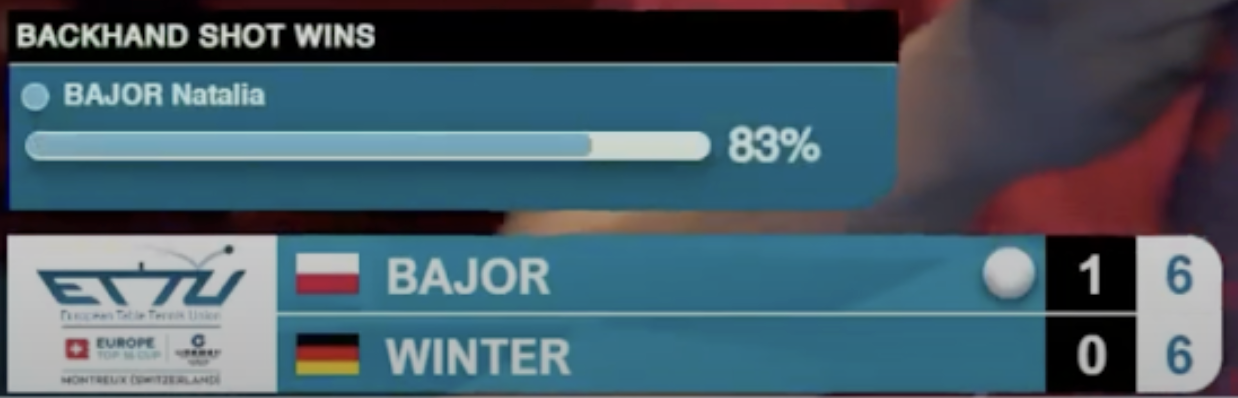 BACKHAND SHOT WINS
BAJOR Natalia
83%
ETTU
European Table Tennis Union
EUROPE
TOP 16 CUP
MONTREUX (SWITZERLAND)
BAJOR 1 6
WINTER 0 6